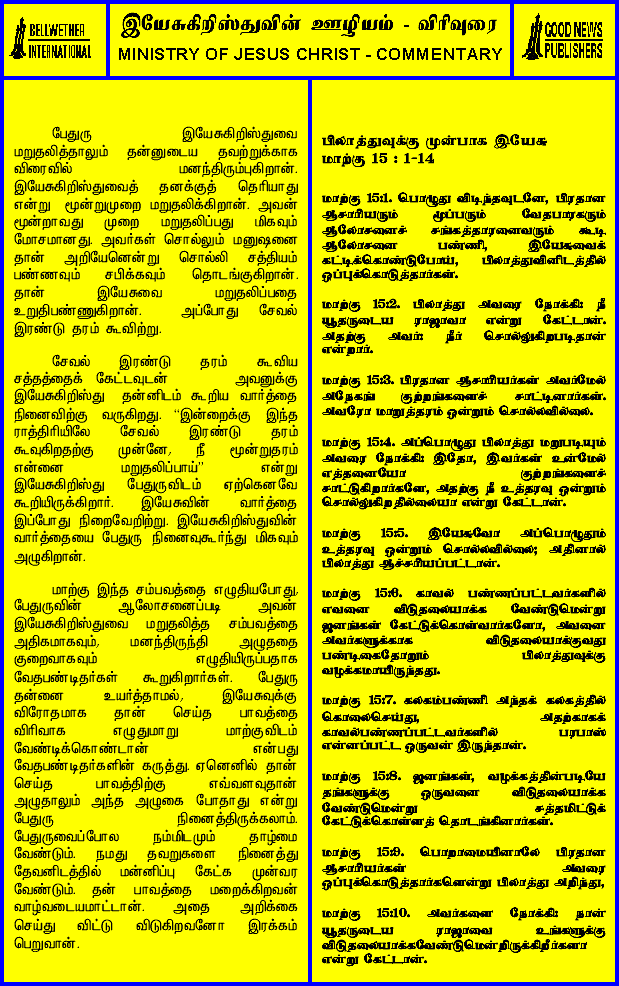 BELLWETHER
INTERNATIONAL
இயேசுகிறிஸ்துவின் ஊழியம் - விரிவுரை
MINISTRY OF JESUS CHRIST - COMMENTARY
GOOD NEWS
PUBLISHERS
பேதுரு இயேசுகிறிஸ்துவை
மறுதலித்தாலும் தன்னுடைய தவற்றுக்காக
விரைவில் மனந்திரும்புகிறான்.
இயேசுகிறிஸ்துவைத் தனக்குத் தெரியாது
என்று மூன்றுமுறை மறுதலிக்கிறான். அவன்
மூன்றாவது முறை மறுதலிப்பது மிகவும்
மோசமானது. அவர்கள் சொல்லும் மனுஷனை
தான் அறியேனென்று சொல்லி சத்தியம்
பண்ணவும் சபிக்கவும் தொடங்குகிறான்.
தான் இயேசுவை மறுதலிப்பதை
உறுதிபண்ணுகிறான். அப்போது சேவல்
இரண்டு தரம் கூவிற்று.
சேவல் இரண்டு தரம் கூவிய
சத்தத்தைக் கேட்டவுடன் அவனுக்கு
இயேசுகிறிஸ்து தன்னிடம் கூறிய வார்த்தை
நினைவிற்கு வருகிறது. “இன்றைக்கு இந்த
ராத்திரியிலே சேவல் இரண்டு தரம்
கூவுகிறதற்கு முன்னே, நீ மூன்றுதரம்
என்னை மறுதலிப்பாய்” என்று
இயேசுகிறிஸ்து பேதுருவிடம் ஏற்கெனவே
கூறியிருக்கிறார். இயேசுவின் வார்த்தை
இப்போது நிறைவேறிற்று. இயேசுகிறிஸ்துவின்
வார்த்தையை பேதுரு நினைவுகூர்ந்து மிகவும்
அழுகிறான்.
மாற்கு இந்த சம்பவத்தை எழுதியபோது,
பேதுருவின் ஆலோசனைப்படி அவன்
இயேசுகிறிஸ்துவை மறுதலித்த சம்பவத்தை
அதிகமாகவும், மனந்திருந்தி அழுததை
குறைவாகவும் எழுதியிருப்பதாக
வேதபண்டிதர்கள் கூறுகிறார்கள். பேதுரு
தன்னை உயர்த்தாமல், இயேசுவுக்கு
விரோதமாக தான் செய்த பாவத்தை
விரிவாக எழுதுமாறு மாற்குவிடம்
வேண்டிக்கொண்டான் என்பது
வேதபண்டிதர்களின் கருத்து. ஏனெனில் தான்
செய்த பாவத்திற்கு எவ்வளவுதான்
அழுதாலும் அந்த அழுகை போதாது என்று
பேதுரு நினைத்திருக்கலாம்.
பேதுருவைப்போல நம்மிடமும் தாழ்மை
வேண்டும். நமது தவறுகளை நினைத்து
தேவனிடத்தில் மன்னிப்பு கேட்க முன்வர
வேண்டும். தன் பாவத்தை மறைக்கிறவன்
வாழ்வடையமாட்டான். அதை அறிக்கை
செய்து விட்டு விடுகிறவனோ இரக்கம்
பெறுவான்.
பிலாத்துவுக்கு முன்பாக இயேசு
மாற்கு 15 : 1-14
மாற்கு 15:1. பொழுது விடிந்தவுடனே, பிரதான
ஆசாரியரும் மூப்பரும் வேதபாரகரும்
ஆலோசனைச் சங்கத்தாரனைவரும் கூடி
ஆலோசனை பண்ணி, இயேசுவைக்
கட்டிக்கொண்டுபோய், பிலாத்துவினிடத்தில்
ஒப்புக்கொடுத்தார்கள்.
மாற்கு 15:2. பிலாத்து அவரை நோக்கி: நீ
யூதருடைய ராஜாவா என்று கேட்டான்.
அதற்கு அவர்: நீர் சொல்லுகிறபடிதான்
என்றார்.
மாற்கு 15:3. பிரதான ஆசாரியர்கள் அவர்மேல்
அநேகங் குற்றங்களைச் சாட்டினார்கள்.
அவரோ மாறுத்தரம் ஒன்றும் சொல்லவில்லை.
மாற்கு 15:4. அப்பொழுது பிலாத்து மறுபடியும்
அவரை நோக்கி: இதோ, இவர்கள் உன்மேல்
எத்தனையோ குற்றங்களைச்
சாட்டுகிறார்களே, அதற்கு நீ உத்தரவு ஒன்றும்
சொல்லுகிறதில்லையா என்று கேட்டான்.
மாற்கு 15:5. இயேசுவோ அப்பொழுதும்
உத்தரவு ஒன்றும் சொல்லவில்லை; அதினால்
பிலாத்து ஆச்சரியப்பட்டான்.
மாற்கு 15:6. காவல் பண்ணப்பட்டவர்களில்
எவனை விடுதலையாக்க வேண்டுமென்று
ஜனங்கள் கேட்டுக்கொள்வார்களோ, அவனை
அவர்களுக்காக விடுதலையாக்குவது
பண்டிகைதோறும் பிலாத்துவுக்கு
வழக்கமாயிருந்தது.
மாற்கு 15:7. கலகம்பண்ணி அந்தக் கலகத்தில்
கொலைசெய்து, அதற்காகக்
காவல்பண்ணப்பட்டவர்களில் பரபாஸ்
என்னப்பட்ட ஒருவன் இருந்தான்.
மாற்கு 15:8. ஜனங்கள், வழக்கத்தின்படியே
தங்களுக்கு ஒருவனை விடுதலையாக்க
வேண்டுமென்று சத்தமிட்டுக்
கேட்டுக்கொள்ளத் தொடங்கினார்கள்.
மாற்கு 15:9. பொறாமையினாலே பிரதான
ஆசாரியர்கள் அவரை
ஒப்புக்கொடுத்தார்களென்று பிலாத்து அறிந்து,
மாற்கு 15:10. அவர்களை நோக்கி: நான்
யூதருடைய ராஜாவை உங்களுக்கு
விடுதலையாக்கவேண்டுமென்றிருக்கிறீர்களா
என்று கேட்டான்.